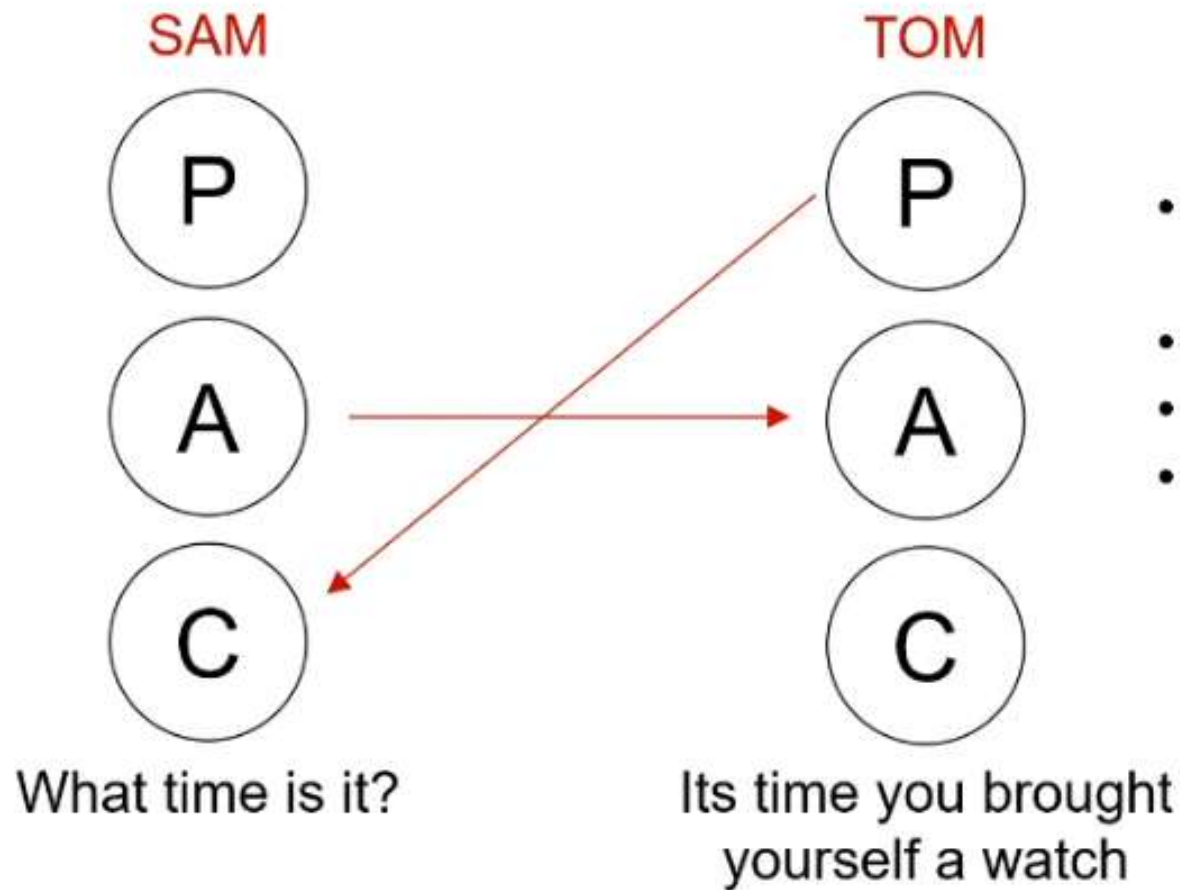 SAM TOM
P P
A A
C C
What time is it? Its time you brought
yourself a watch